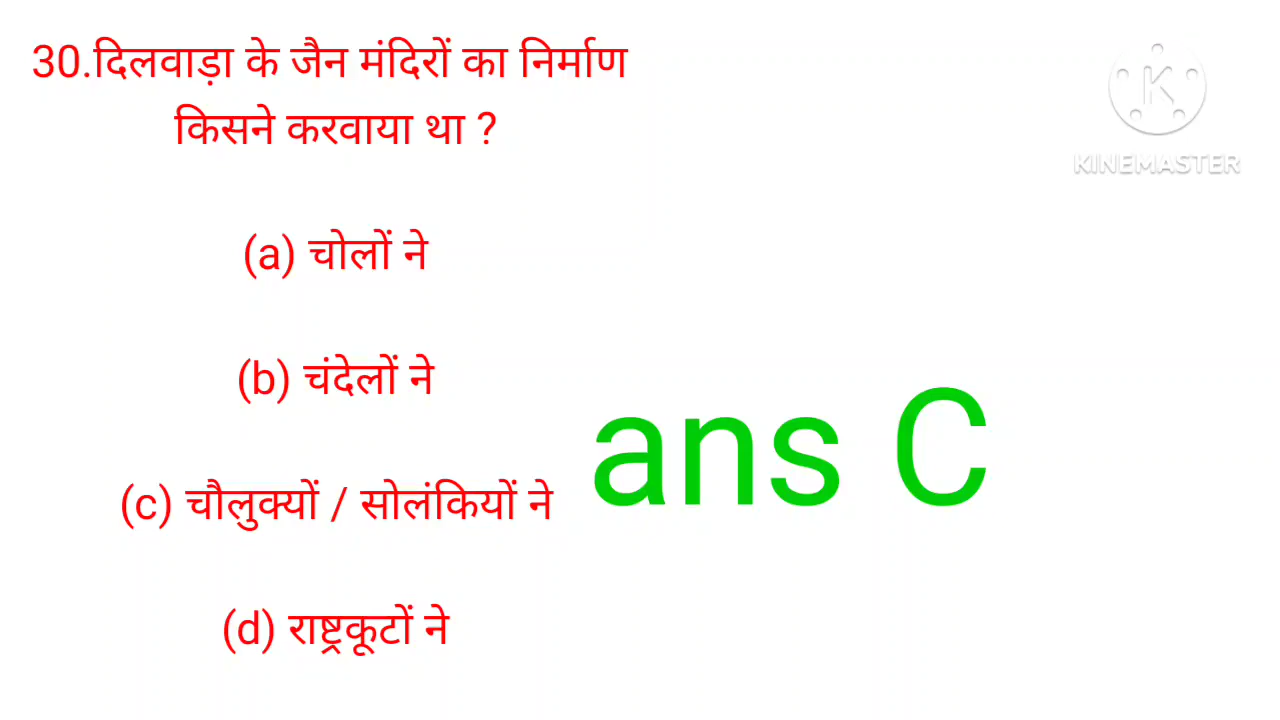 30.दिलवाड़ा के जैन मंदिरों का निर्माण
किसने करवाया था ?
(a) चोलों ने
(b) चंदेलों ने
(c) चौलुक्यों / सोलंकियों ने
(d) राष्ट्रकूटों ने
ans C
K
KINEMASTER